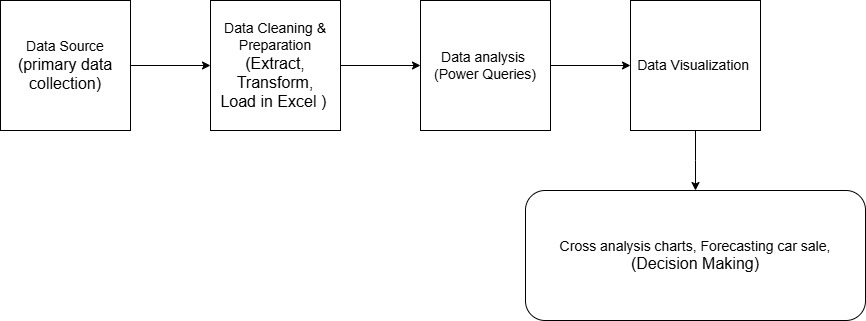 Data Source
(primary data
collection)
Data Cleaning &
Preparation
(Extract,
Transform,
Load in Excel )
Data analysis
(Power Queries)
Data Visualization
Cross analysis charts, Forecasting car sale,
(Decision Making)